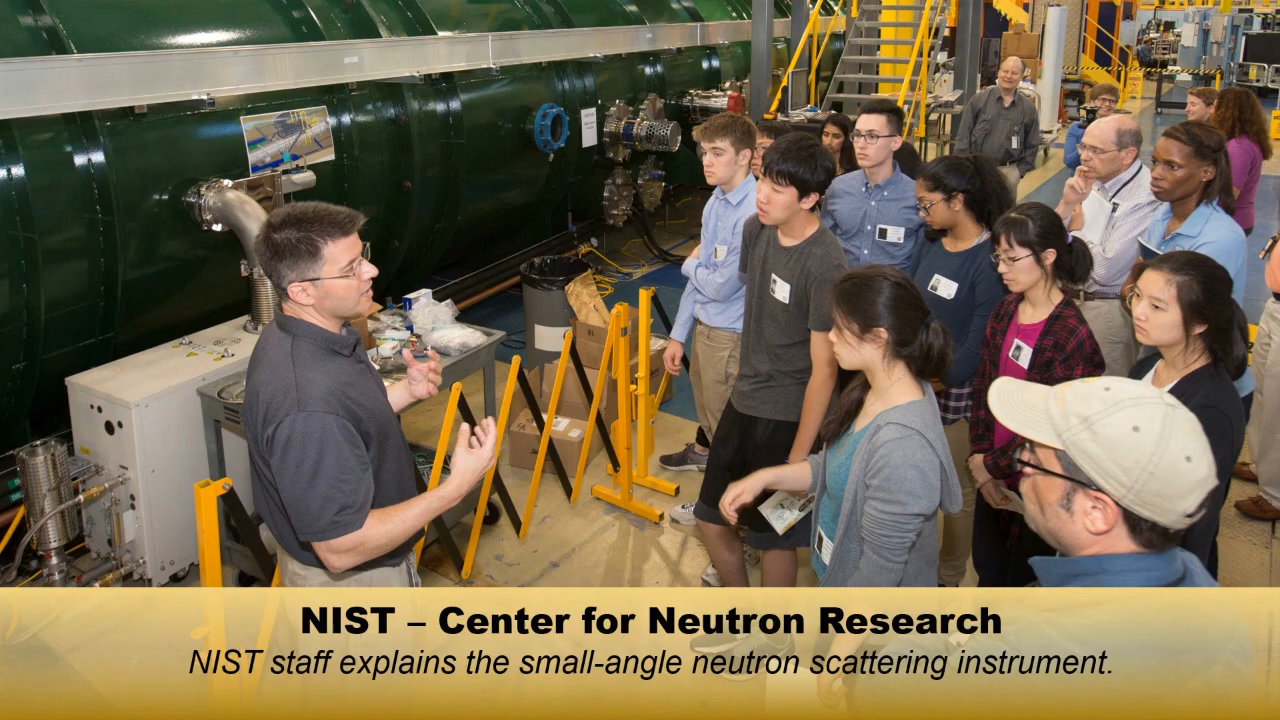 NIST – Center for Neutron Research
NIST staff explains the small-angle neutron scattering instrument.